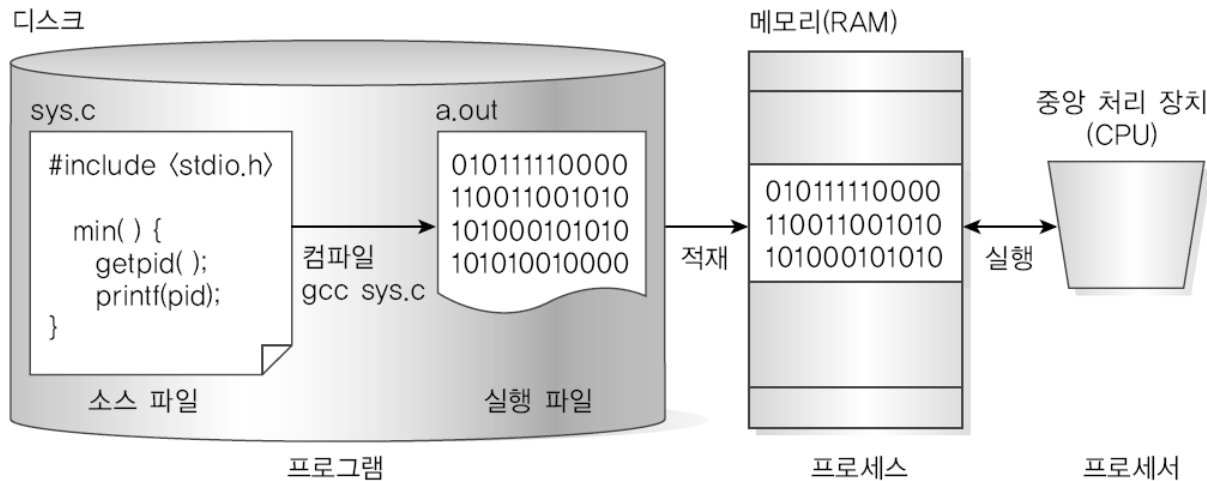 디스크
sys.c
#include 〈stdio.h〉
min( ) {
getpid( );
printf(pid);
}
소스 파일
컴파일
gcc sys.c
a.out
010111110000
110011001010
101000101010
101010010000
실행 파일
프로그램
적재
메모리(RAM)
010111110000
110011001010
101000101010
프로세스
실행
중앙 처리 장치
(CPU)
프로세서